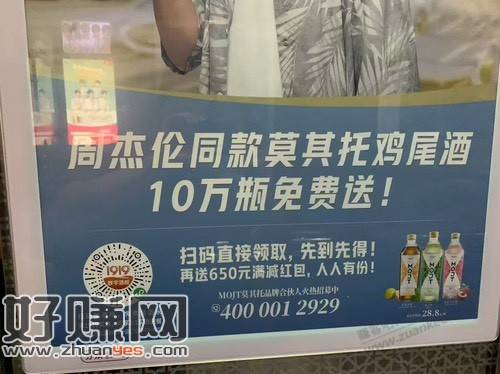 周杰伦同款莫其托鸡尾酒
10万瓶免费送！
1919
扫码直接领取，先到先得！
再送650元满减红包，人人有份！
MOJT莫其托品牌合伙人火热招募中
400 001 2929
MOJT
MOJT
MOJT
28.8
好赚网
www.zhuanyes.com